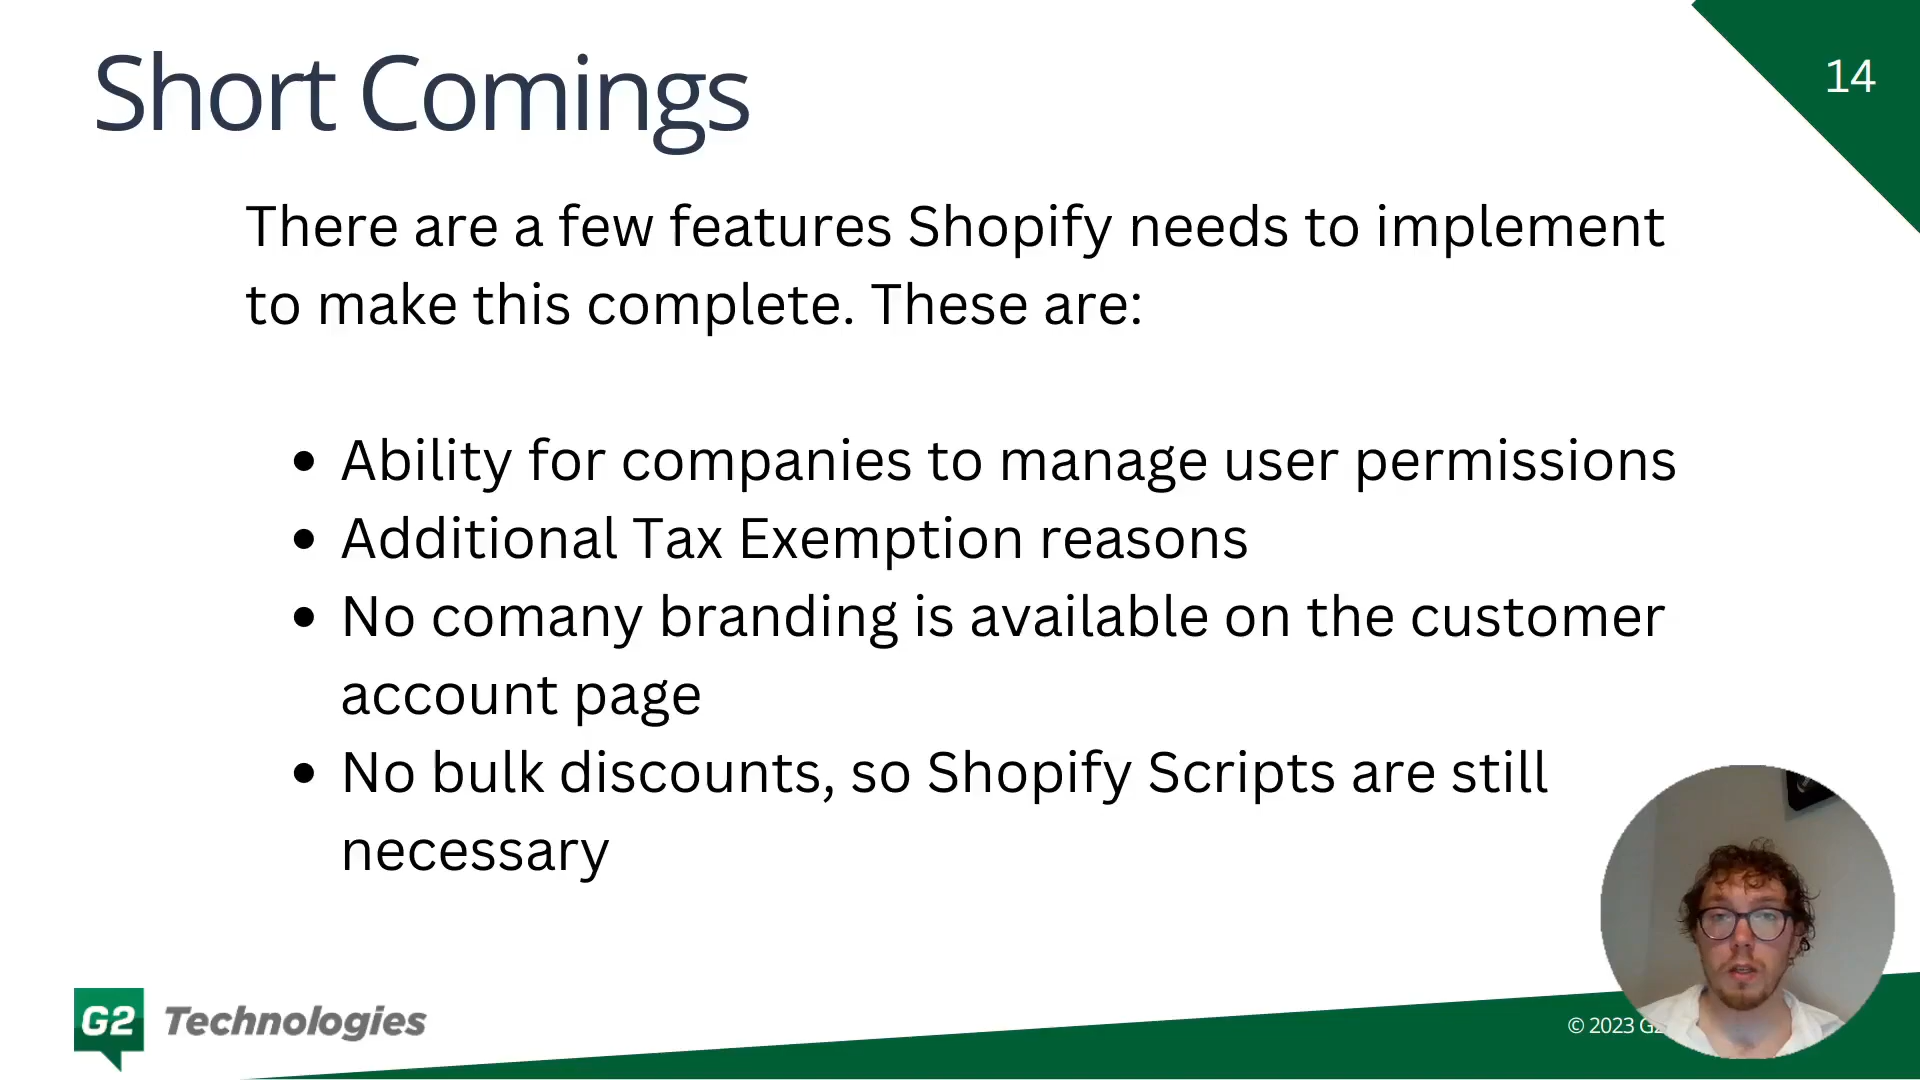 Short Comings
14
There are a few features Shopify needs to implement
to make this complete. These are:
• Ability for companies to manage user permissions
• Additional Tax Exemption reasons
• No comany branding is available on the customer
account page
• No bulk discounts, so Shopify Scripts are still
necessary
G2 Technologies
© 2023 G2